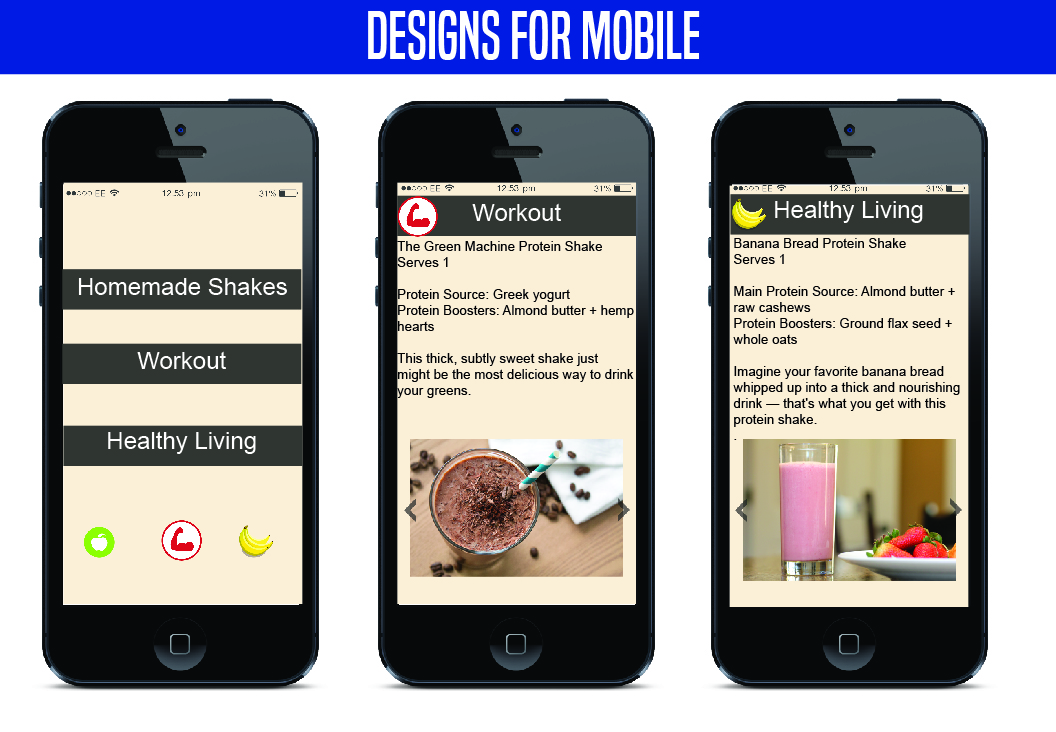 DESIGNS FOR MOBILE
EE 12:53 pm 31%
Homemade Shakes
Workout
Healthy Living
EE 12:53 pm 31%
Workout
The Green Machine Protein Shake
Serves 1
Protein Source: Greek yogurt
Protein Boosters: Almond butter + hemp
hearts
This thick, subtly sweet shake just
might be the most delicious way to drink
your greens.
EE 12:53 pm 31%
Healthy Living
Banana Bread Protein Shake
Serves 1
Main Protein Source: Almond butter +
raw cashews
Protein Boosters: Ground flax seed +
whole oats
Imagine your favorite banana bread
whipped up into a thick and nourishing
drink — that's what you get with this
protein shake.
.